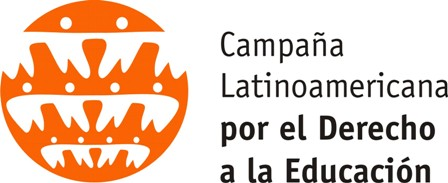 Campaña
Latinoamericana
por el Derecho
a la Educación